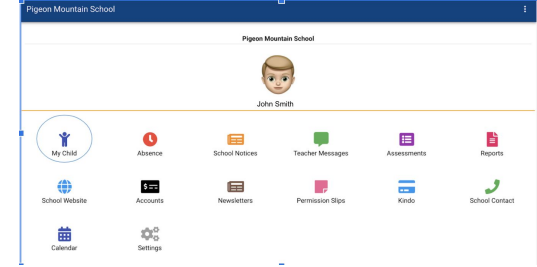 Pigeon Mountain School
Pigeon Mountain School
John Smith
My Child Absence School Notices Teacher Messages Assessments Reports
School Website Accounts Newsletters Permission Slips Kindo School Contact
Calendar Settings